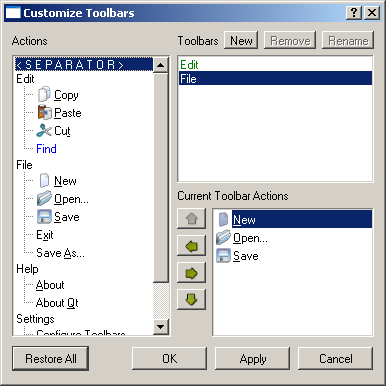 Customize Toolbars
Actions
<SEPARATOR>
Edit
Copy
Paste
Cut
Find
File
New
Open...
Save
Exit
Save As...
Help
About
About Qt
Settings
Configure Toolbars
Toolbars New Remove Rename
Edit
File
Current Toolbar Actions
New
Open...
Save
Restore All OK Apply Cancel